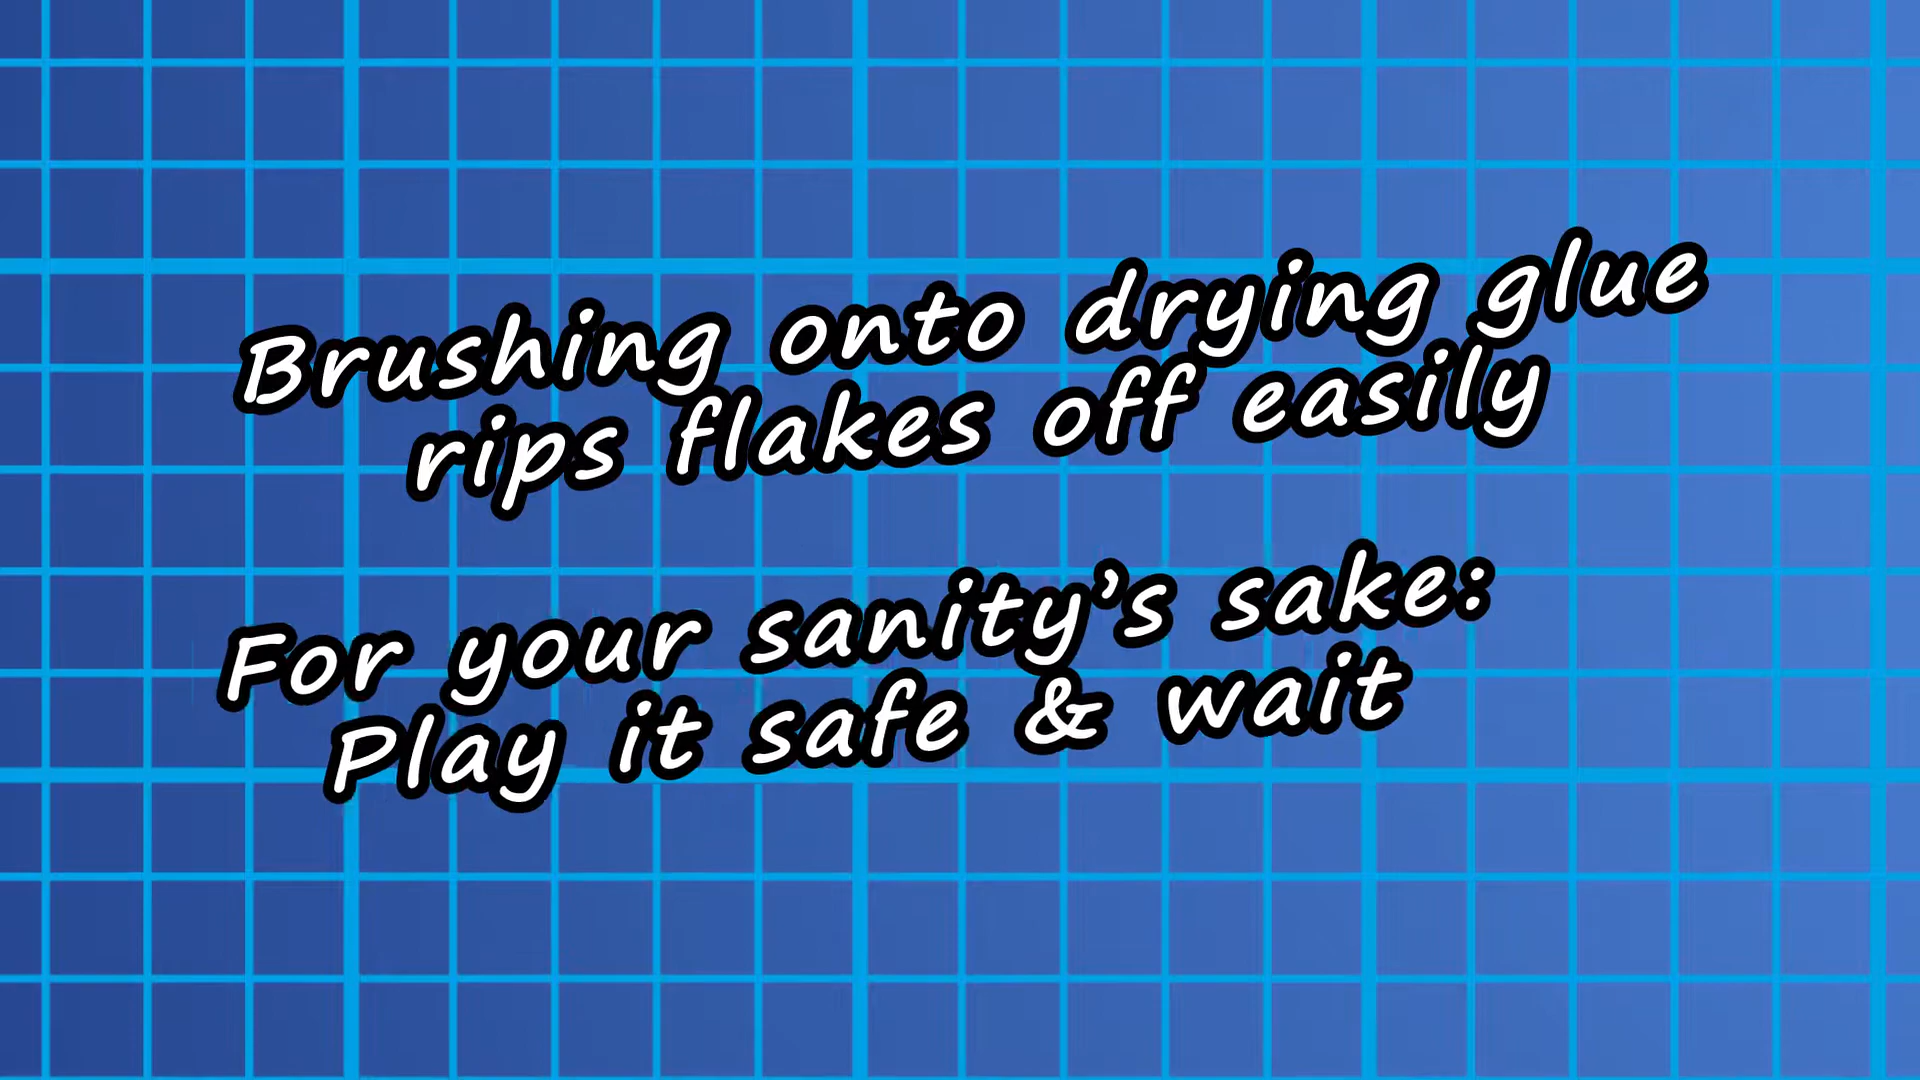 Brushing onto drying glue
rips flakes off easily
For your sanity’s sake:
Play it safe & wait